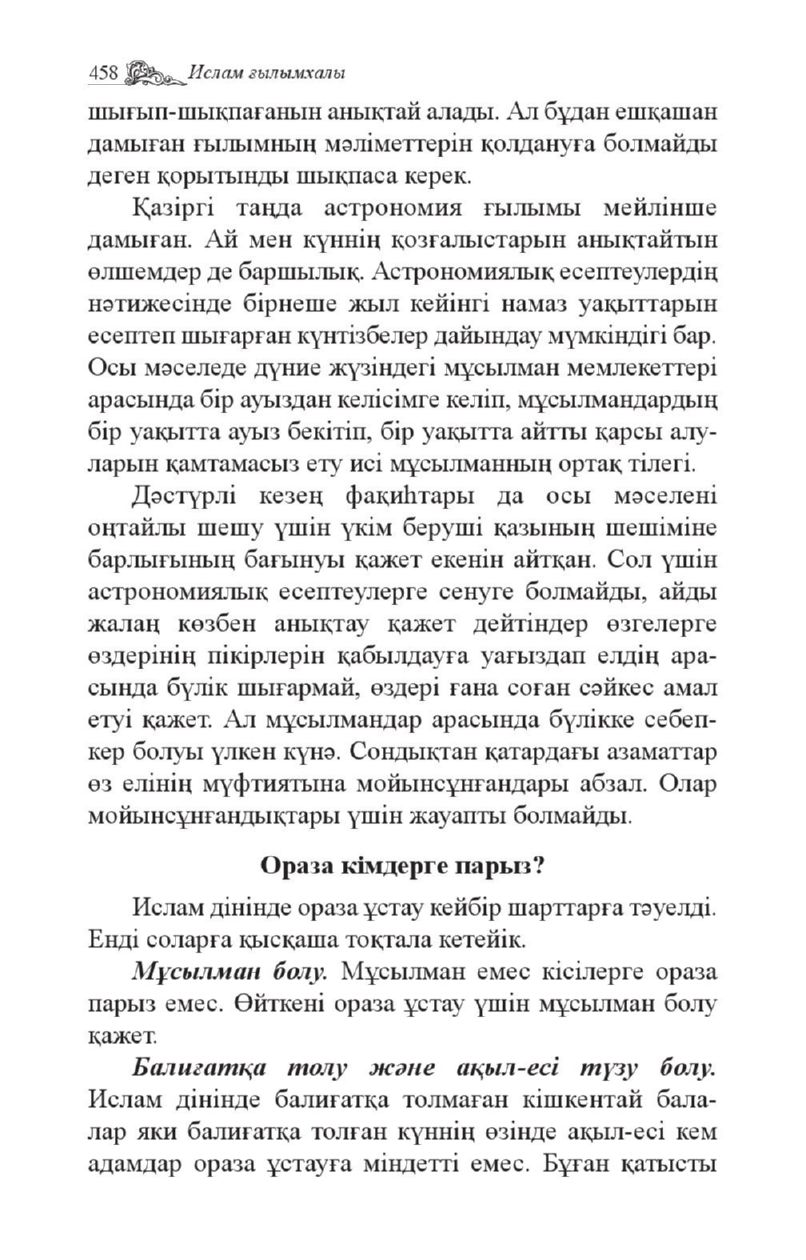 458 Ислам ғылымхалы
шығып-шықпағанын анықтай алады. Ал бұдан ешқашан
дамыған ғылымның мәліметтерін қолдануға болмайды
деген қорытынды шықпаса керек.
Қазіргі таңда астрономия ғылымы мейлінше
дамыған. Ай мен күннің қозғалыстарын анықтайтын
өлшемдер де баршылық. Астрономиялық есептеулердің
нәтижесінде бірнеше жыл кейінгі намаз уақыттарын
есептеп шығарған күнтізбелер дайындау мүмкіндігі бар.
Осы мәселеде дүние жүзіндегі мұсылман мемлекеттері
арасында бір ауыздан келісімге келіп, мұсылмандардың
бір уақытта ауыз бекітіп, бір уақытта айтты қарсы алу-
ларын қамтамасыз ету исі мұсылманның ортақ тілегі.
Дәстүрлі кезең фақиһтары да осы мәселені
оңтайлы шешу үшін үкім беруші қазының шешіміне
барлығының бағынуы қажет екенін айтқан. Сол үшін
астрономиялық есептеулерге сенуге болмайды, айды
жалаң көзбен анықтау қажет дейтіндер өзгелерге
өздерінің пікірлерін қабылдауға уағыздап елдің ара-
сында бүлік шығармай, өздері ғана соған сәйкес амал
етуі қажет. Ал мұсылмандар арасында бүлікке себеп-
кер болуы үлкен күнә. Сондықтан қатардағы азаматтар
өз елінің мүфтиятына мойынсұнғандары абзал. Олар
мойынсұнғандықтары үшін жауапты болмайды.
Ораза кімдерге парыз?
Ислам дінінде ораза ұстау кейбір шарттарға тәуелді.
Енді соларға қысқаша тоқтала кетейік.
Мұсылман болу. Мұсылман емес кісілерге ораза
парыз емес. Өйткені ораза ұстау үшін мұсылман болу
қажет.
Балиғатқа толу және ақыл-есі түзу болу.
Ислам дінінде балиғатқа толмаған кішкентай бала-
лар яки балиғатқа толған күннің өзінде ақыл-есі кем
адамдар ораза ұстауға міндетті емес. Бұған қатысты